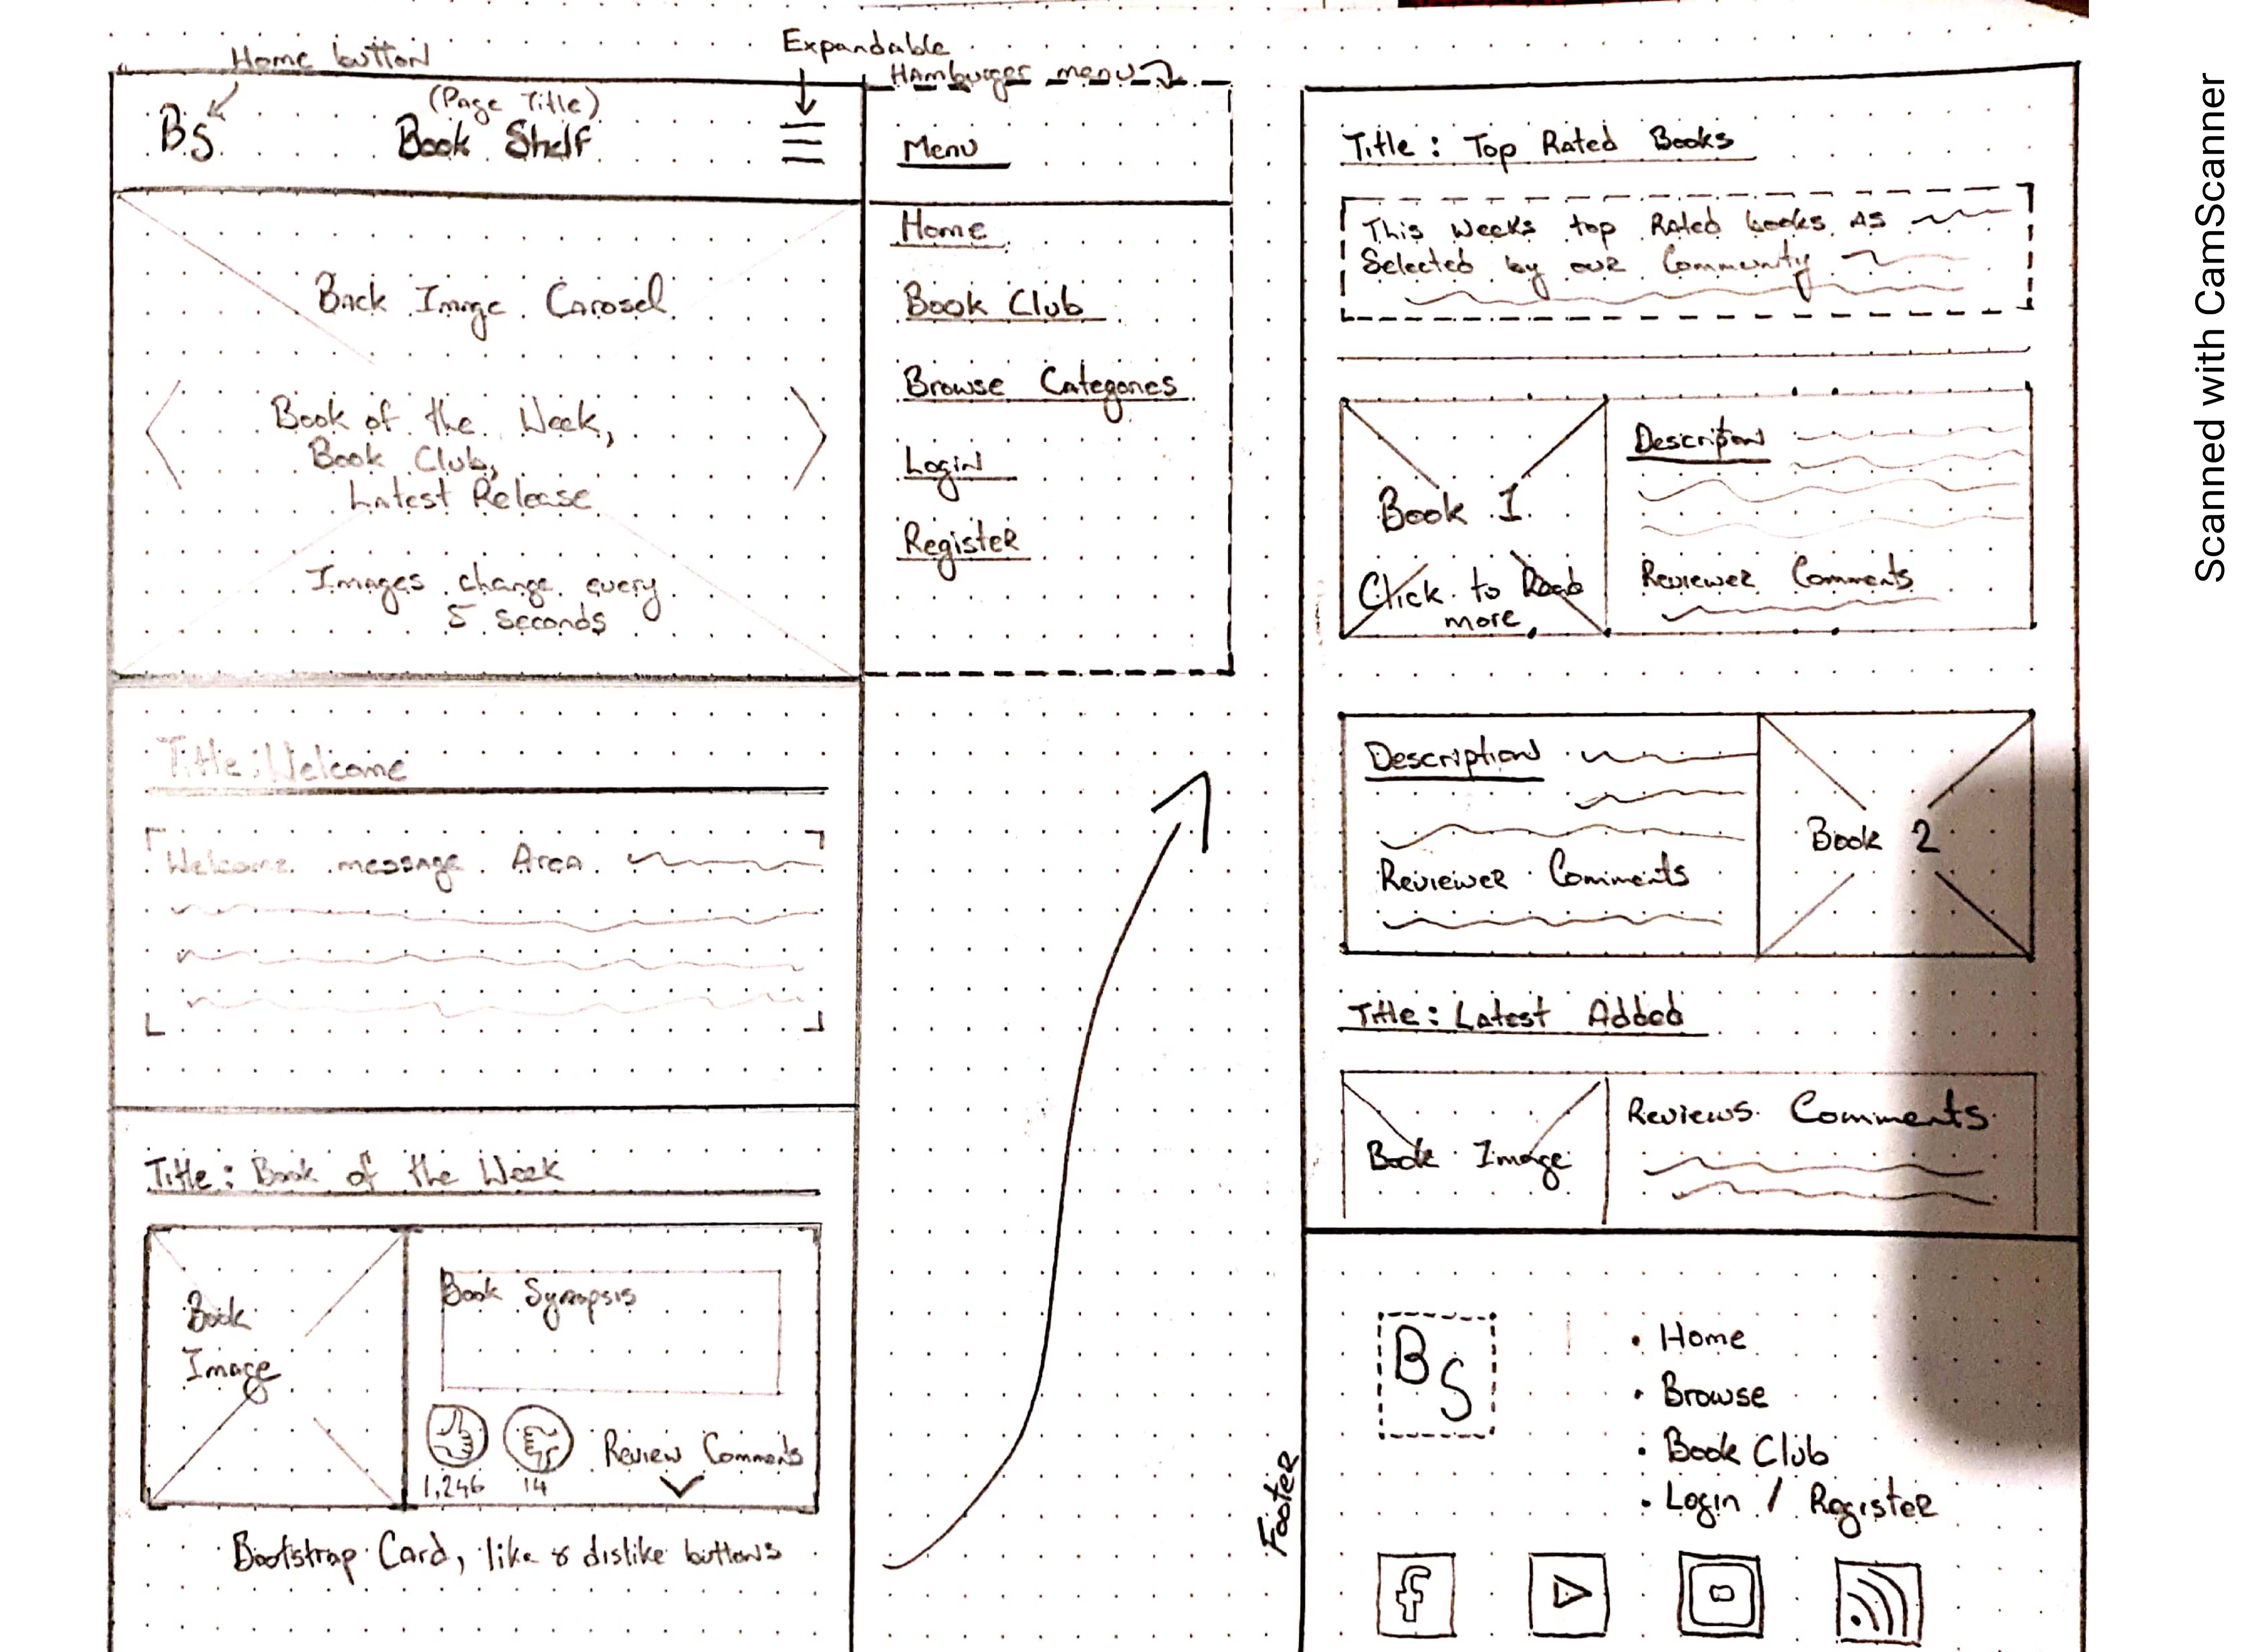 Home button
Expandable
Hamburger menu
BS
(Page Title)
Book Shelf
Back Image Carosel
Book of the Week,
Book Club,
Latest Release
Images change every
5 seconds
Menu
Home
Book Club
Browse Categories
Login
Register
Title: Welcome
Welcome message Area
Title: Book of the Week
Book
Image
Book Synopsis
1,246
14
Review Comments
Bootstrap Card, like & dislike buttons
Title: Top Rated Books
This Weeks top Rated books As
Selected by our Community
Book 1
Click to Read
more
Description
Reviewer Comments
Description
Reviewer Comments
Book 2
Title: Latest Added
Book Image
Reviews Comments
Footer
BS
• Home
• Browse
• Book Club
• Login / Register
f
Scanned with CamScanner